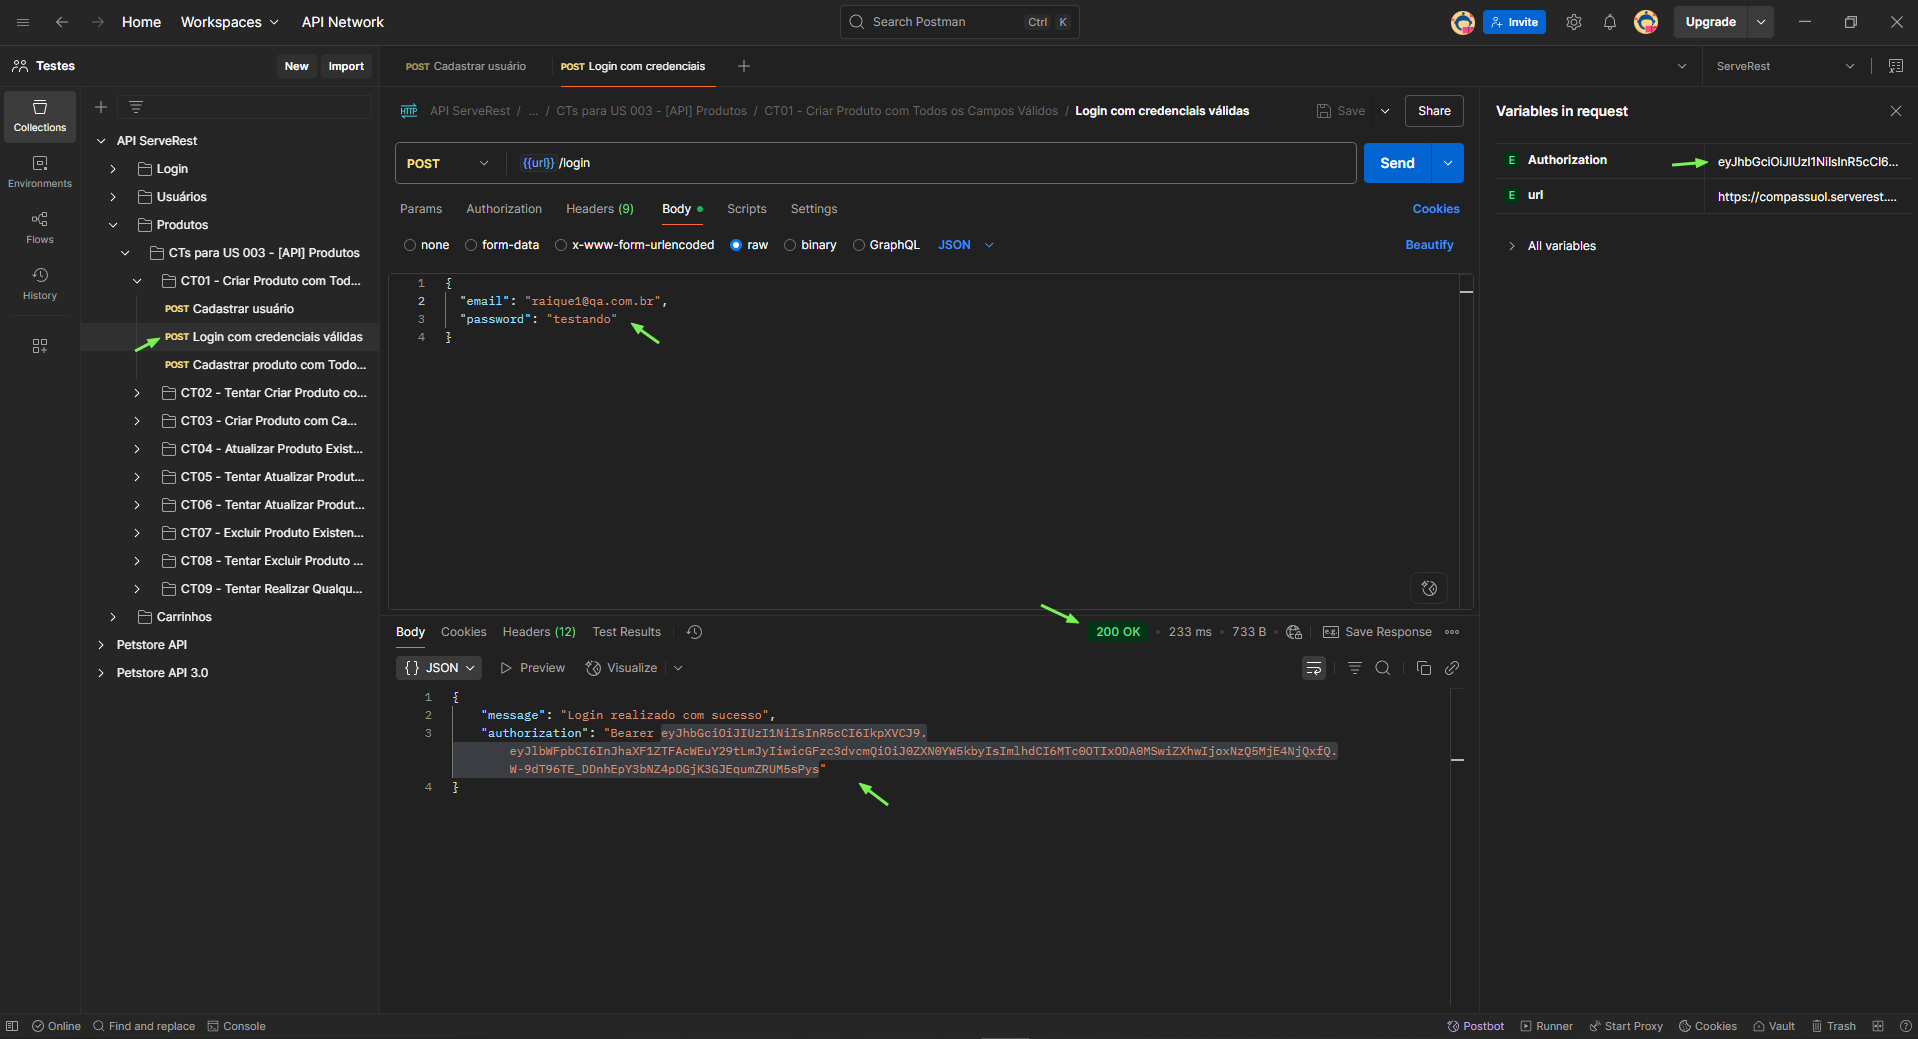 Home Workspaces API Network Search Postman Ctrl K Invite Upgrade
Testes New Import POST Cadastrar usuário POST Login com credenciais ServeRest
Collections
Environments
Flows
History
API ServeRest
Login
Usuários
Produtos
CTs para US 003 - [API] Produtos
CT01 - Criar Produto com Tod...
POST Cadastrar usuário
POST Login com credenciais válidas
POST Cadastrar produto com Todo...
CT02 - Tentar Criar Produto co...
CT03 - Criar Produto com Ca...
CT04 - Atualizar Produto Exist...
CT05 - Tentar Atualizar Produt...
CT06 - Tentar Atualizar Produt...
CT07 - Excluir Produto Existen...
CT08 - Tentar Excluir Produto ...
CT09 - Tentar Realizar Qualqu...
Carrinhos
Petstore API
Petstore API 3.0
HTTP API ServeRest / ... / CTs para US 003 - [API] Produtos / CT01 - Criar Produto com Todos os Campos Válidos / Login com credenciais válidas Save Share
POST {{url}} /login Send
Params Authorization Headers (9) Body Scripts Settings Cookies
none form-data x-www-form-urlencoded raw binary GraphQL JSON Beautify
1 {
2 "email": "raique1@qa.com.br",
3 "password": "testando"
4 }
Body Cookies Headers (12) Test Results 200 OK 233 ms 733 B e.g. Save Response
{} JSON Preview Visualize
1 {
2 "message": "Login realizado com sucesso",
3 "authorization": "Bearer eyJhbGciOiJIUzI1NiIsInR5cCI6IkpXVCJ9.
eyJlbWFpbCI6InJhaXF1ZTFAcWEuY29tLmJyIiwicGFzc3dvcmQiOiJ0ZXN0YW5kbyIsImlhdCI6MTc0OTIxODA0MSwiZXhwIjoxNzQ5MjE4NjQxfQ.
W-9dT96TE_DDnhEpY3bNZ4pDGjK3GJEqumZRUM5sPys"
4 }
Variables in request
E Authorization eyJhbGciOiJIUzI1NiIsInR5cCI6...
E url https://compassuol.serverest....
All variables
Online Find and replace Console Postbot Runner Start Proxy Cookies Vault Trash